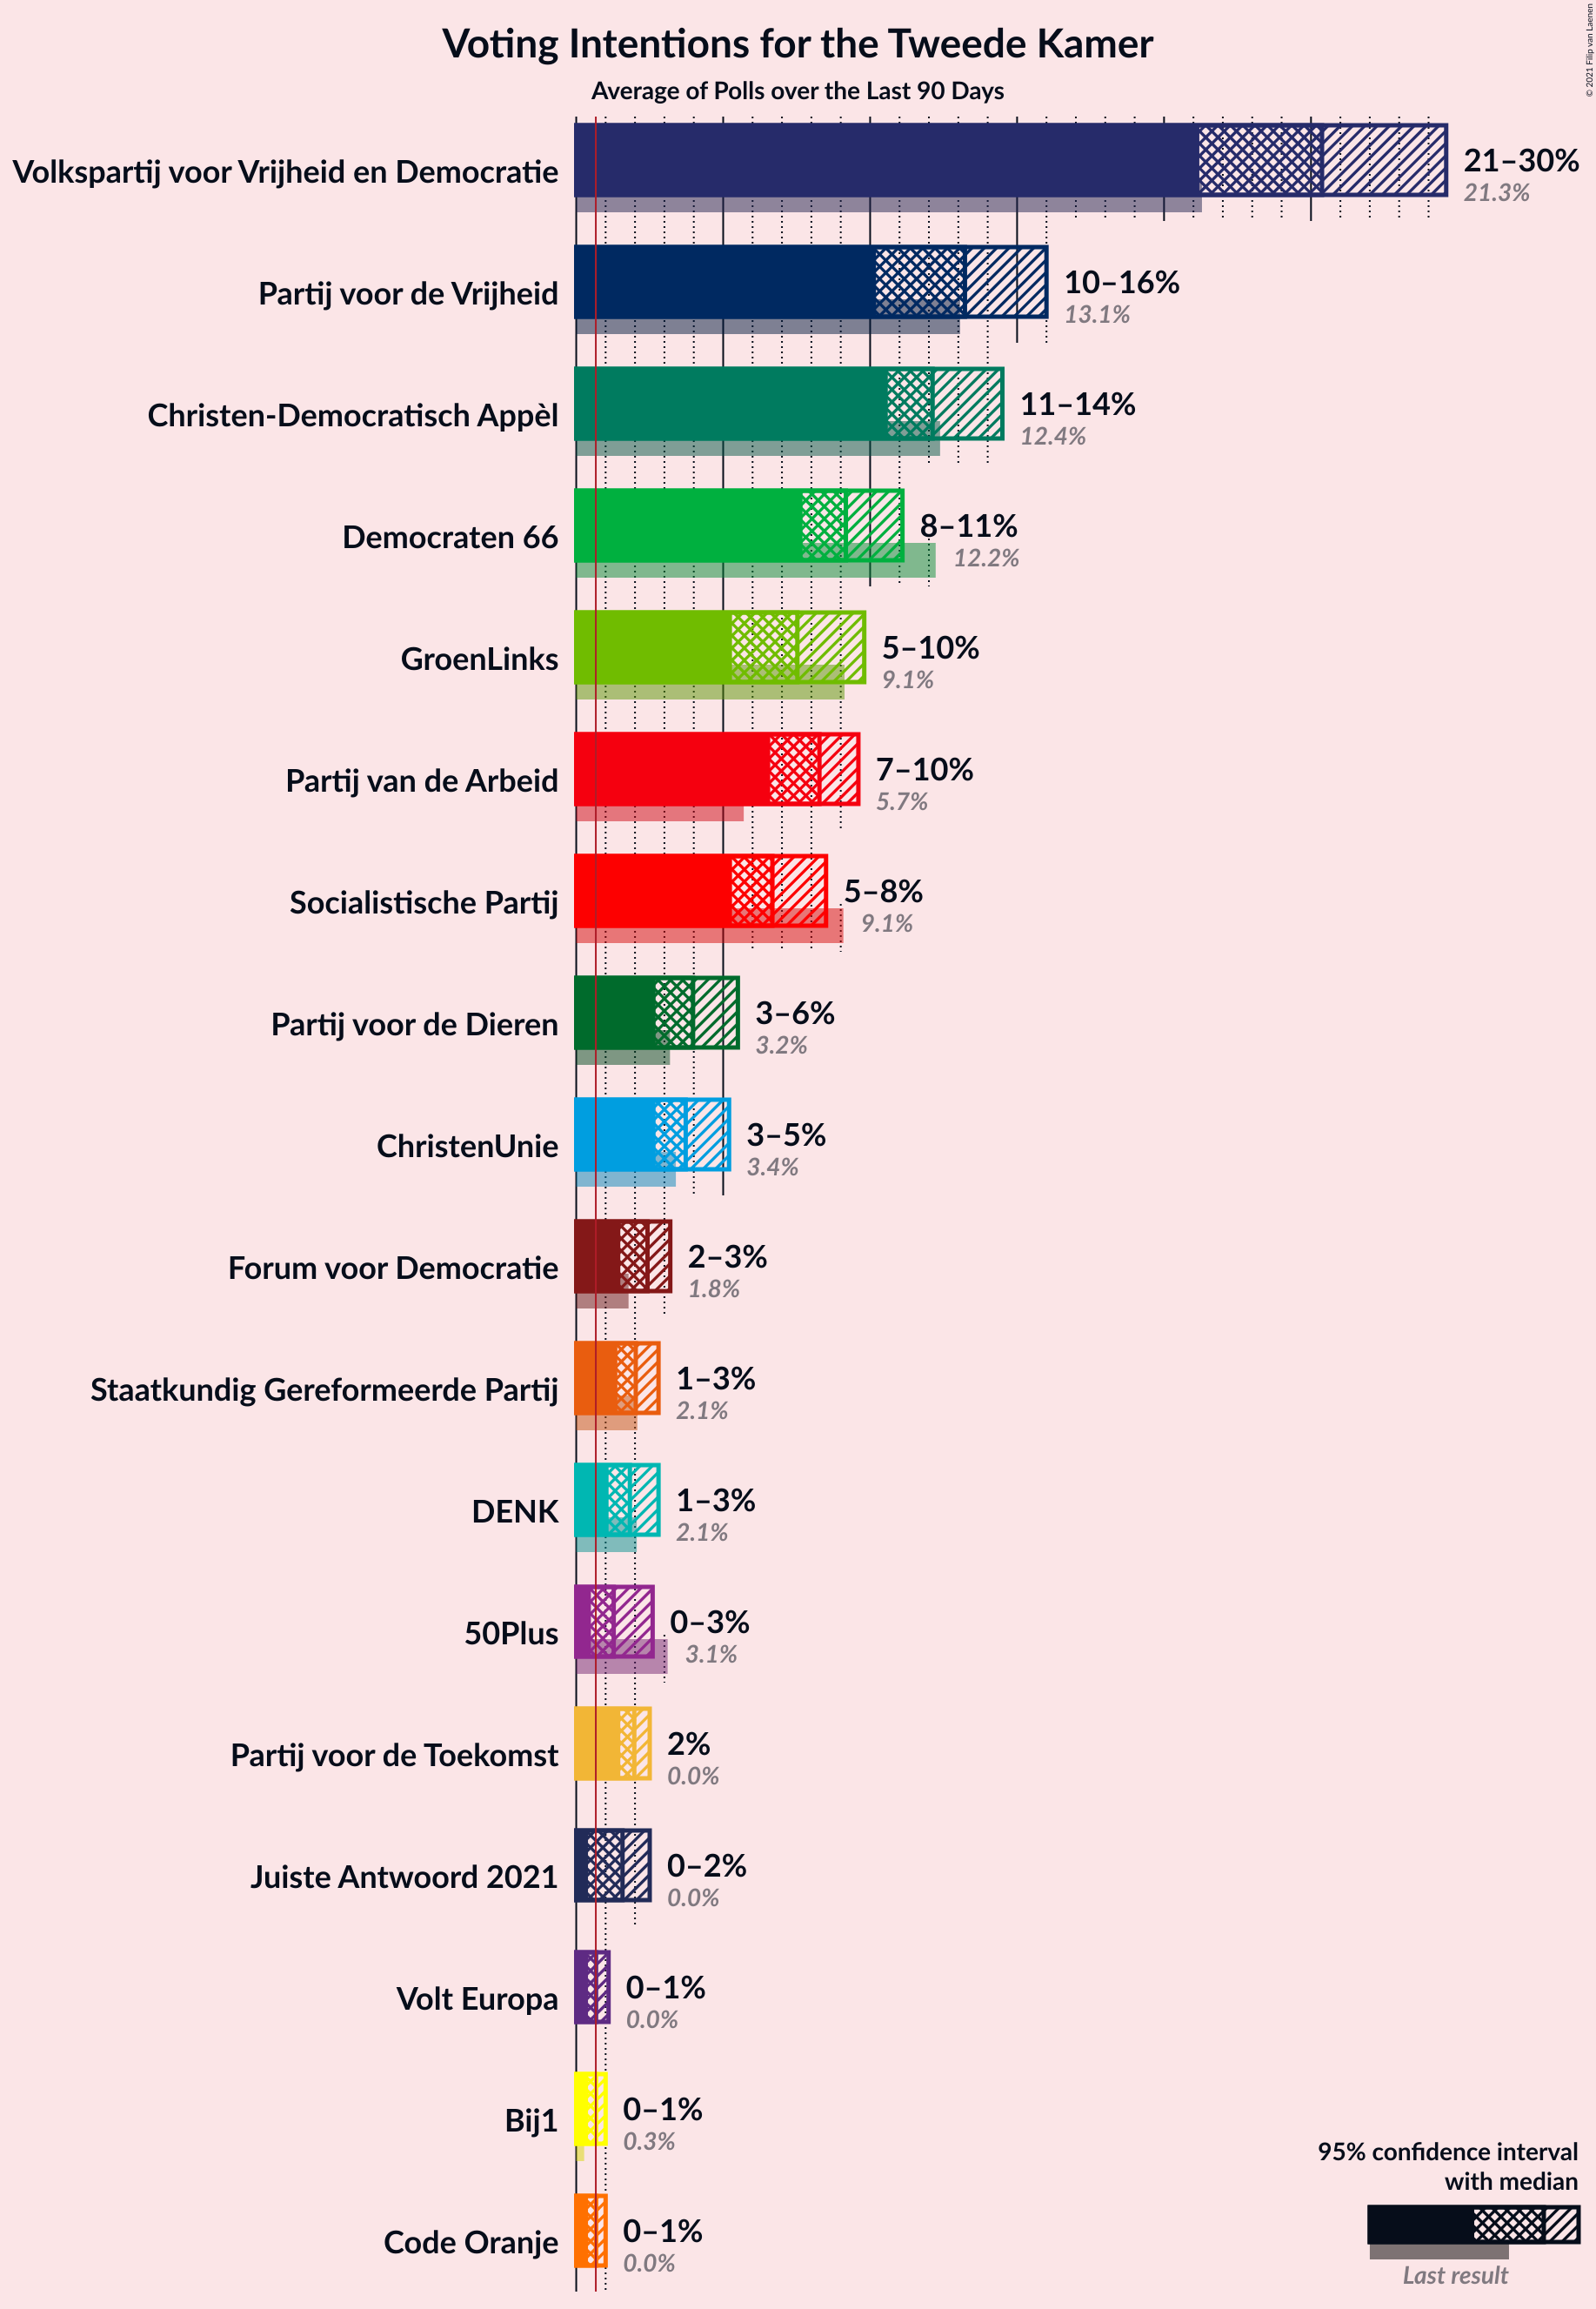 Voting Intentions for the Tweede Kamer
Average of Polls over the Last 90 Days
© 2021 Filip van Laenen
Volkspartij voor Vrijheid en Democratie
21–30%
21.3%
Partij voor de Vrijheid
10–16%
13.1%
Christen-Democratisch Appèl
11–14%
12.4%
Democraten 66
8–11%
12.2%
GroenLinks
5–10%
9.1%
Partij van de Arbeid
7–10%
5.7%
Socialistische Partij
5–8%
9.1%
Partij voor de Dieren
3–6%
3.2%
ChristenUnie
3–5%
3.4%
Forum voor Democratie
2–3%
1.8%
Staatkundig Gereformeerde Partij
1–3%
2.1%
DENK
1–3%
2.1%
50Plus
0–3%
3.1%
Partij voor de Toekomst
2%
0.0%
Juiste Antwoord 2021
0–2%
0.0%
Volt Europa
0–1%
0.0%
Bij1
0–1%
0.3%
Code Oranje
0–1%
0.0%
95% confidence interval
with median
Last result